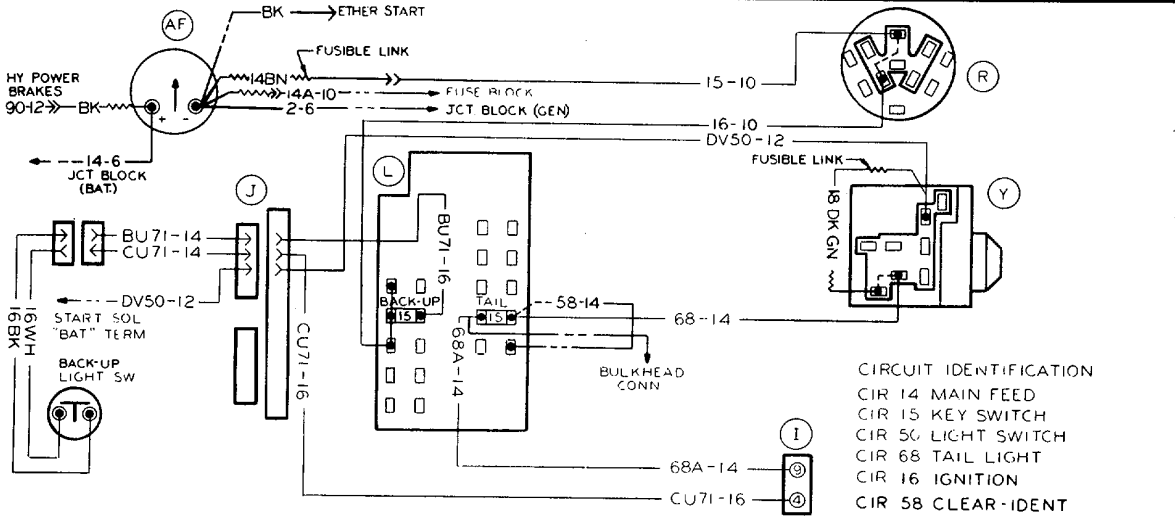 BK ETHER START
AF
FUSIBLE LINK
14BN
HY POWER
BRAKES
90-12 BK
+ -
14A-10 FUSE BLOCK
2-6 JCT BLOCK (GEN)
15-10
R
16-10
DV50-12
14-6
JCT BLOCK
(BAT.)
J
L
FUSIBLE LINK
18 DK GN
Y
BU71-14
CU71-14
DV50-12
START SOL
"BAT" TERM
16BK
16WH
BACK-UP
LIGHT SW
CU71-16
BU71-16
BACK-UP
15
TAIL
15
58-14
68-14
68A-14
BULKHEAD
CONN
I
68A-14 9
CU71-16 4
CIRCUIT IDENTIFICATION
CIR 14 MAIN FEED
CIR 15 KEY SWITCH
CIR 50 LIGHT SWITCH
CIR 68 TAIL LIGHT
CIR 16 IGNITION
CIR 58 CLEAR-IDENT